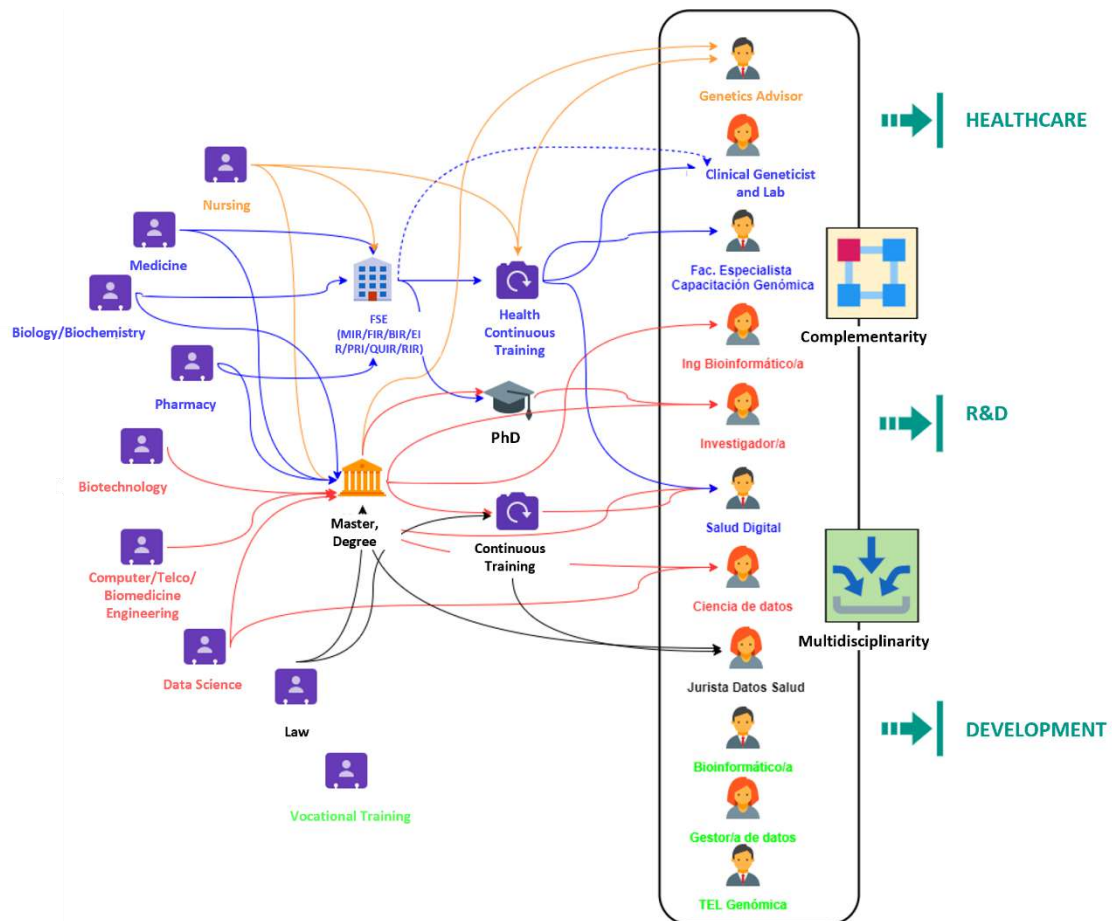 Genetics Advisor
HEALTHCARE
Nursing
Clinical Geneticist
and Lab
Medicine
Fac. Especialista
Capacitación Genómica
Biology/Biochemistry
FSE
(MIR/FIR/BIR/EI
R/PRI/QUIR/RIR)
Health
Continuous
Training
Complementarity
Ing Bioinformático/a
Pharmacy
PhD
R&D
Investigador/a
Biotechnology
Master,
Degree
Continuous
Training
Salud Digital
Computer/Telco/
Biomedicine
Engineering
Ciencia de datos
Multidisciplinarity
Data Science
Jurista Datos Salud
Law
DEVELOPMENT
Bioinformático/a
Vocational Training
Gestor/a de datos
TEL Genómica